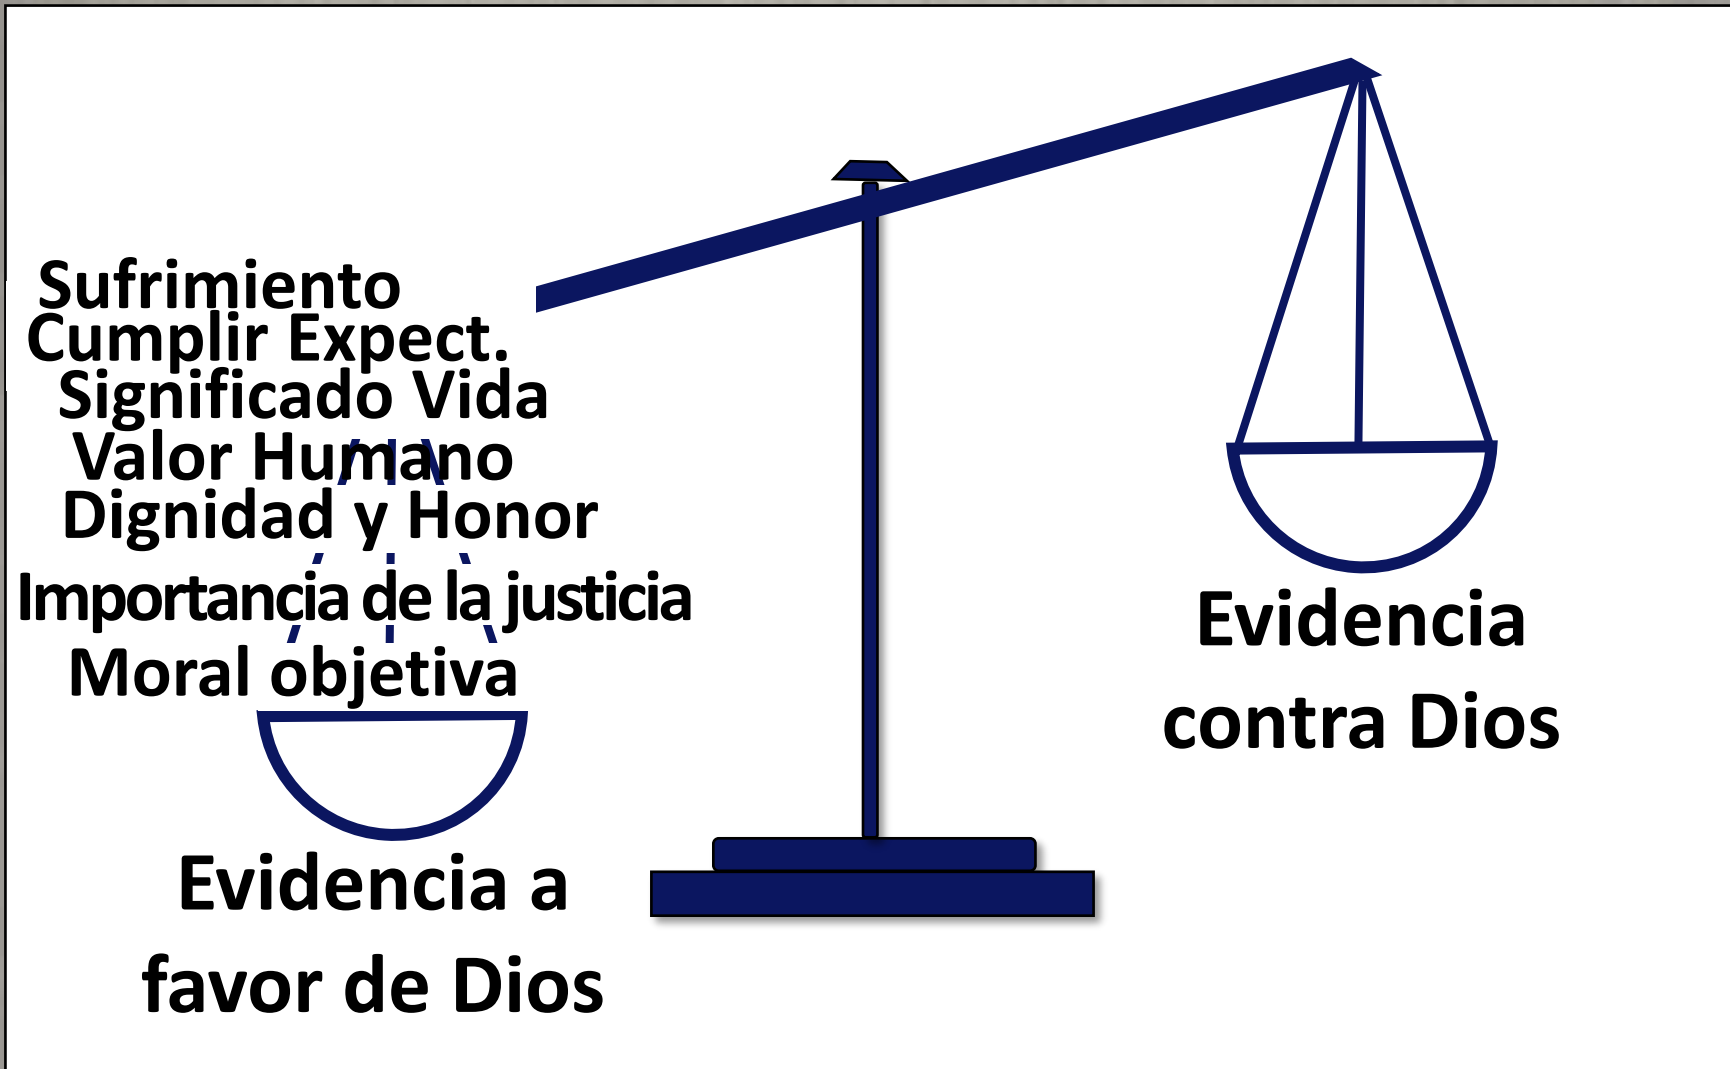 Sufrimiento
Cumplir Expect.
Significado Vida
Valor Humano
Dignidad y Honor
Importancia de la justicia
Moral objetiva
Evidencia a
favor de Dios
Evidencia
contra Dios